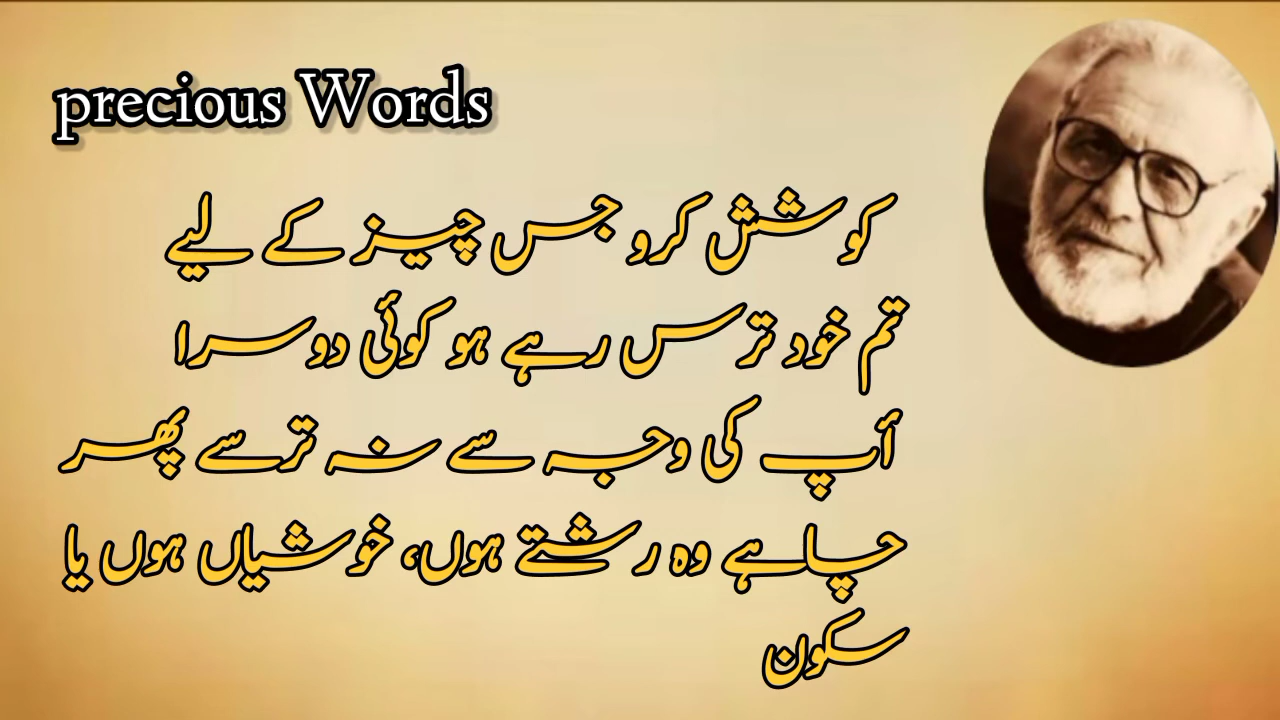 precious Words
کوشش کرو جس چیز کے لیے
تم خود ترس رہے ہو کوئی دوسرا
أپ کی وجہ سے نہ ترسے پھر
چاہے وہ رشتے ہوں، خوشیاں ہوں یا
سکون